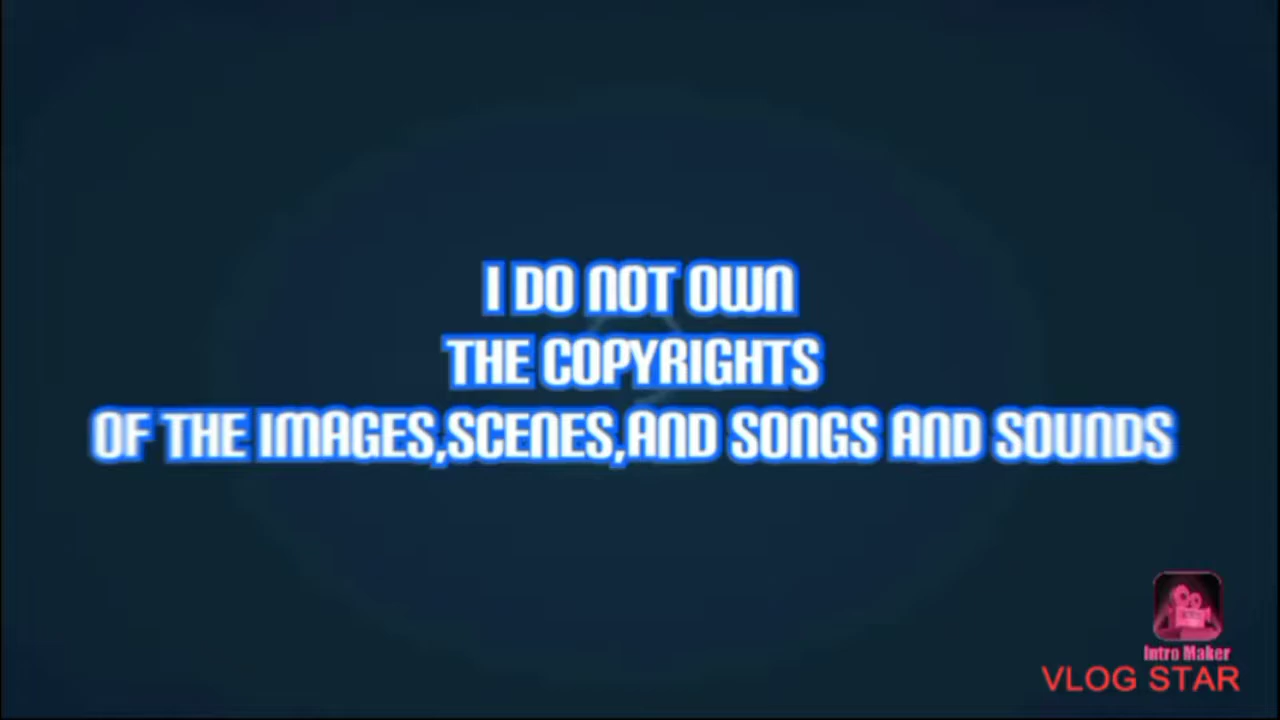 I DO NOT OWN
THE COPYRIGHTS
OF THE IMAGES,SCENES,AND SONGS AND SOUNDS
Intro Maker
VLOG STAR